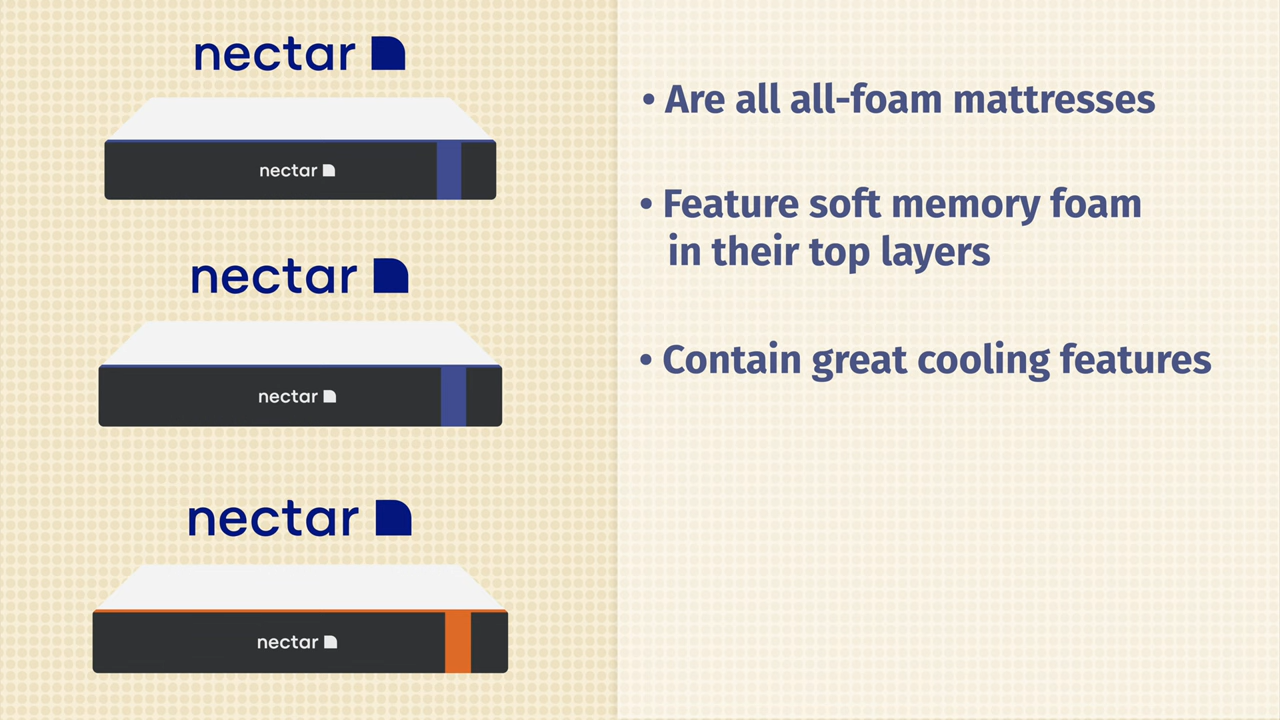 nectar
nectar
nectar
nectar
nectar
nectar
• Are all all-foam mattresses
• Feature soft memory foam
in their top layers
• Contain great cooling features